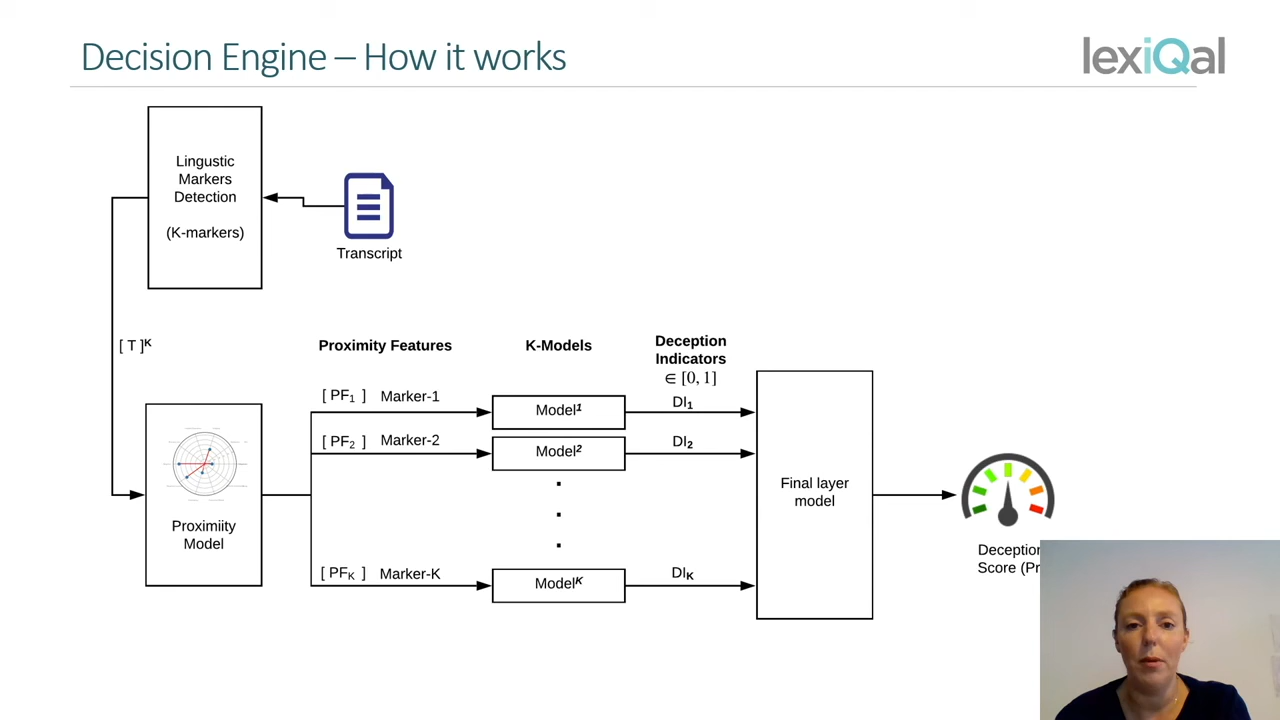 Decision Engine – How it works
lexiQal
Lingustic
Markers
Detection
(K-markers)
Transcript
[ T ]ᴷ
Proximiity
Model
Proximity Features
K-Models
Deception
Indicators
∈ [0, 1]
[ PF₁ ] Marker-1
Model¹
DI₁
[ PF₂ ] Marker-2
Model²
DI₂
[ PFK ] Marker-K
Modelᴷ
DIK
Final layer
model
Deception
Score (Pr